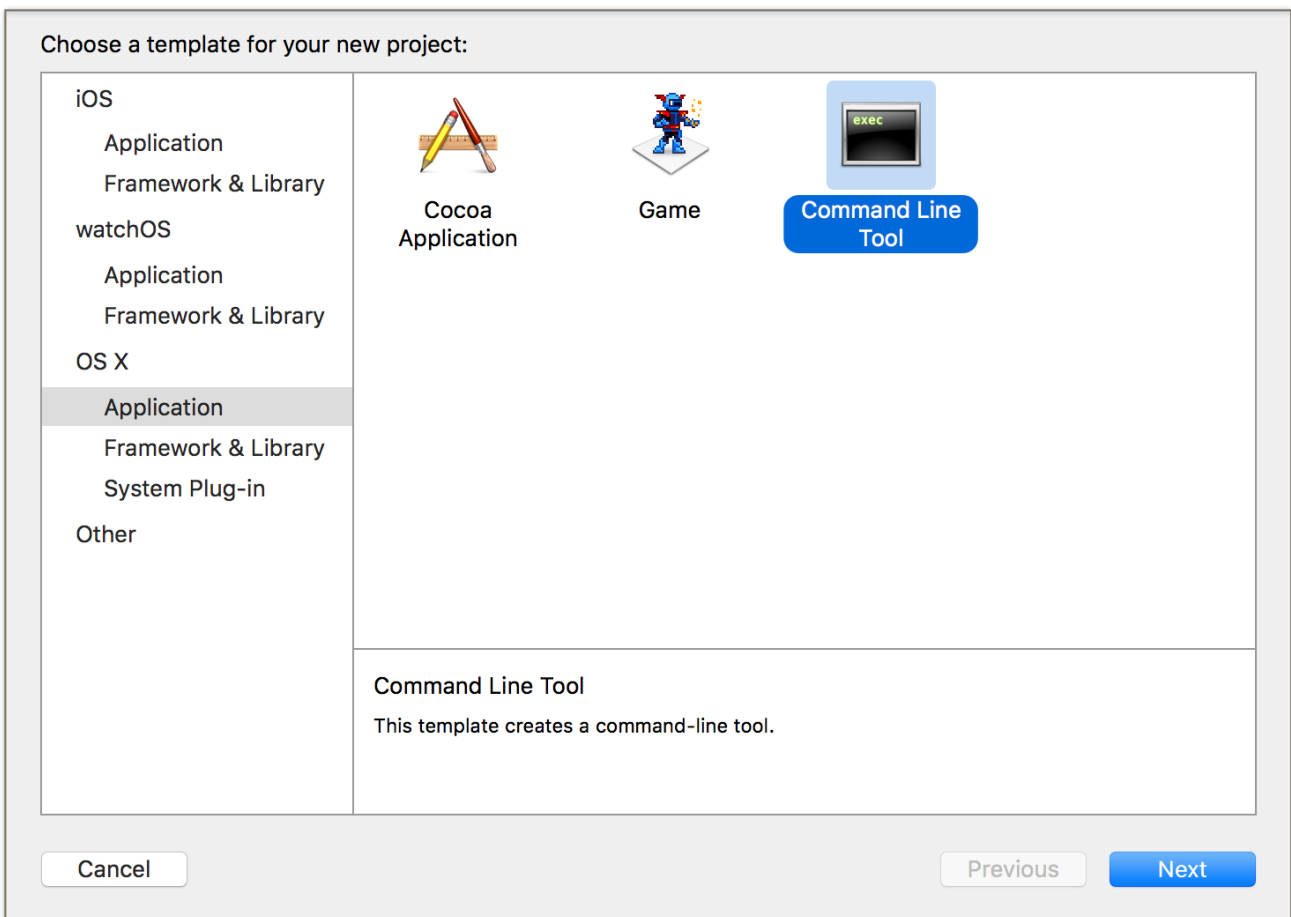 Choose a template for your new project:
iOS
Application
Framework & Library
watchOS
Application
Framework & Library
OS X
Application
Framework & Library
System Plug-in
Other
Cocoa
Application
Game
exec
Command Line
Tool
Command Line Tool
This template creates a command-line tool.
Cancel
Previous
Next